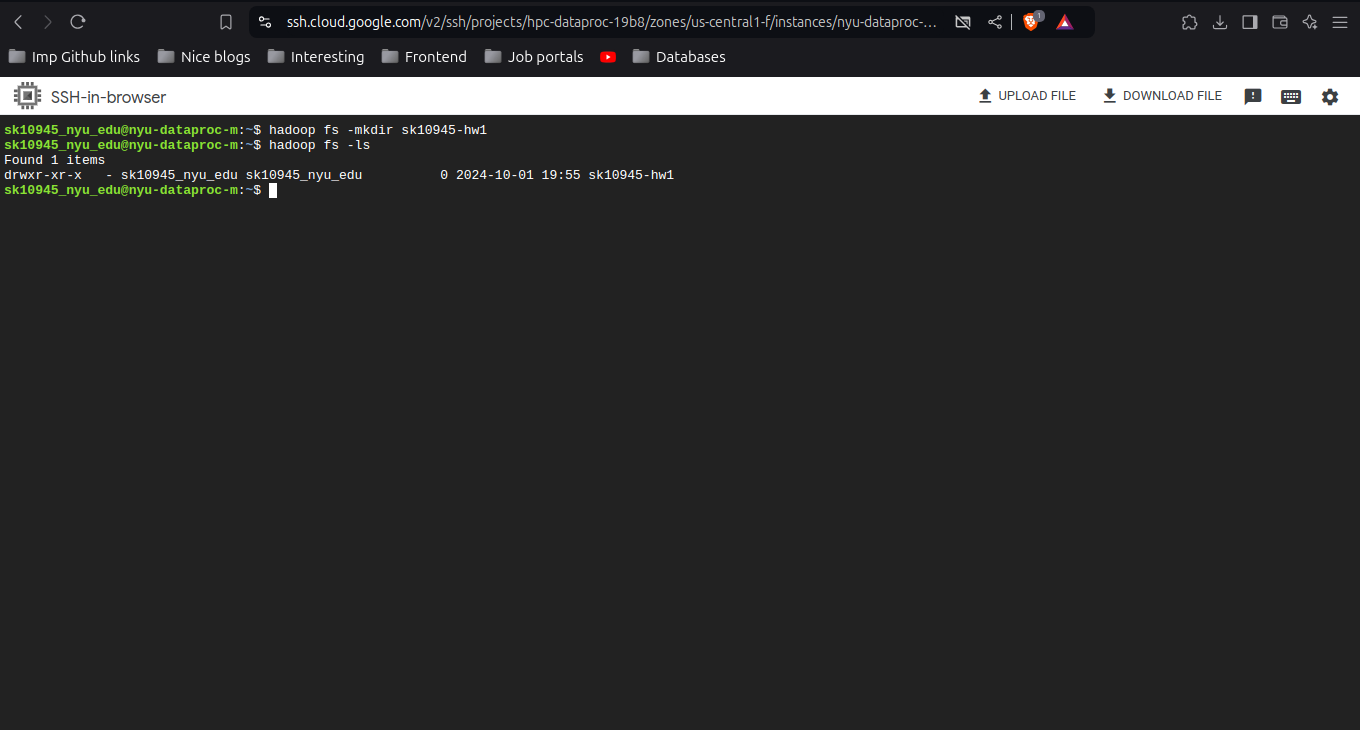 ssh.cloud.google.com/v2/ssh/projects/hpc-dataproc-19b8/zones/us-central1-f/instances/nyu-dataproc-... 1
Imp Github links Nice blogs Interesting Frontend Job portals Databases
SSH-in-browser UPLOAD FILE DOWNLOAD FILE
sk10945_nyu_edu@nyu-dataproc-m:~$ hadoop fs -mkdir sk10945-hw1
sk10945_nyu_edu@nyu-dataproc-m:~$ hadoop fs -ls
Found 1 items
drwxr-xr-x   - sk10945_nyu_edu sk10945_nyu_edu          0 2024-10-01 19:55 sk10945-hw1
sk10945_nyu_edu@nyu-dataproc-m:~$